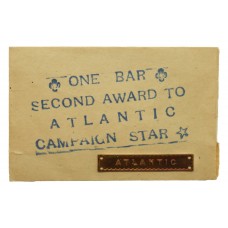 ONE BAR
SECOND AWARD TO
ATLANTIC
CAMPAIGN STAR
ATLANTIC